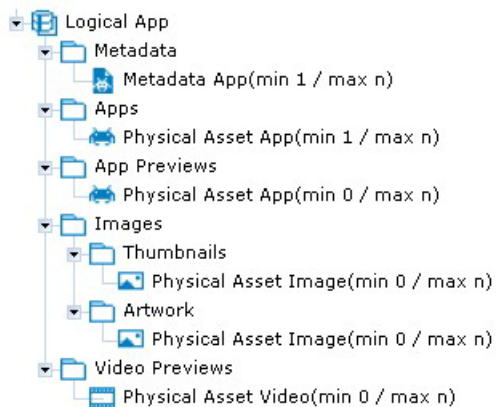 Logical App
Metadata
Metadata App(min 1 / max n)
Apps
Physical Asset App(min 1 / max n)
App Previews
Physical Asset App(min 0 / max n)
Images
Thumbnails
Physical Asset Image(min 0 / max n)
Artwork
Physical Asset Image(min 0 / max n)
Video Previews
Physical Asset Video(min 0 / max n)